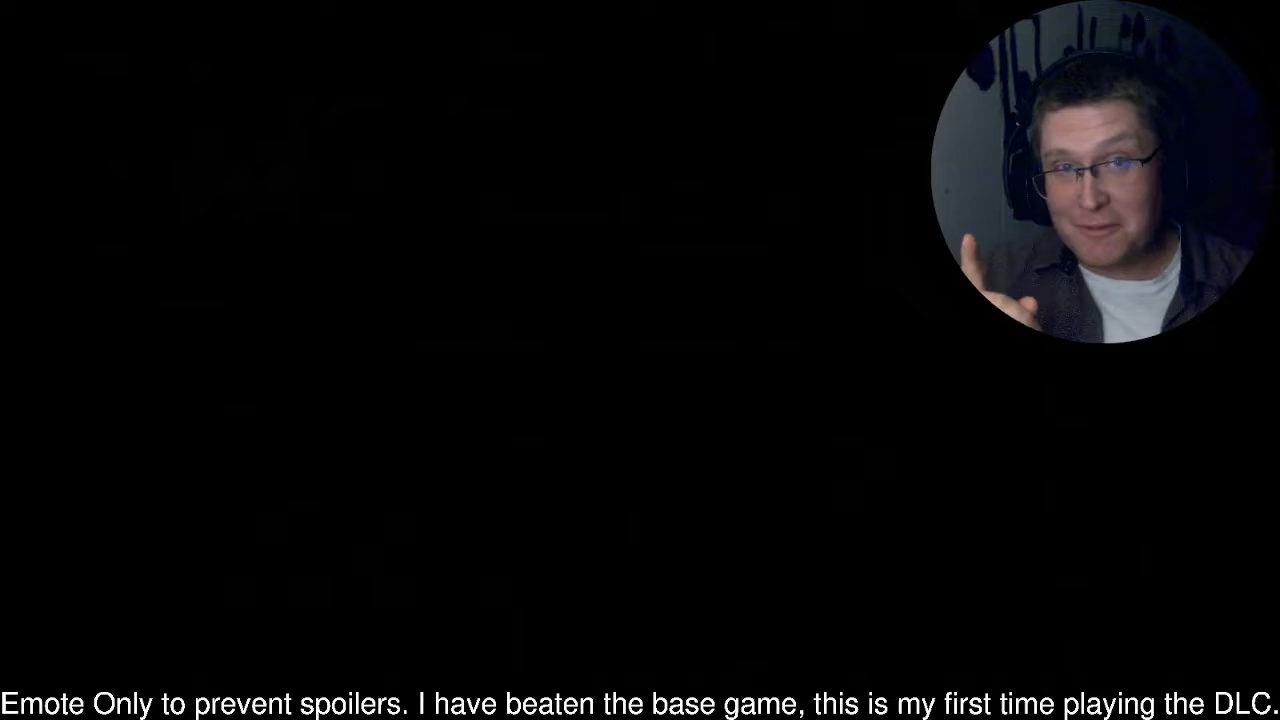 Emote Only to prevent spoilers. I have beaten the base game, this is my first time playing the DLC.